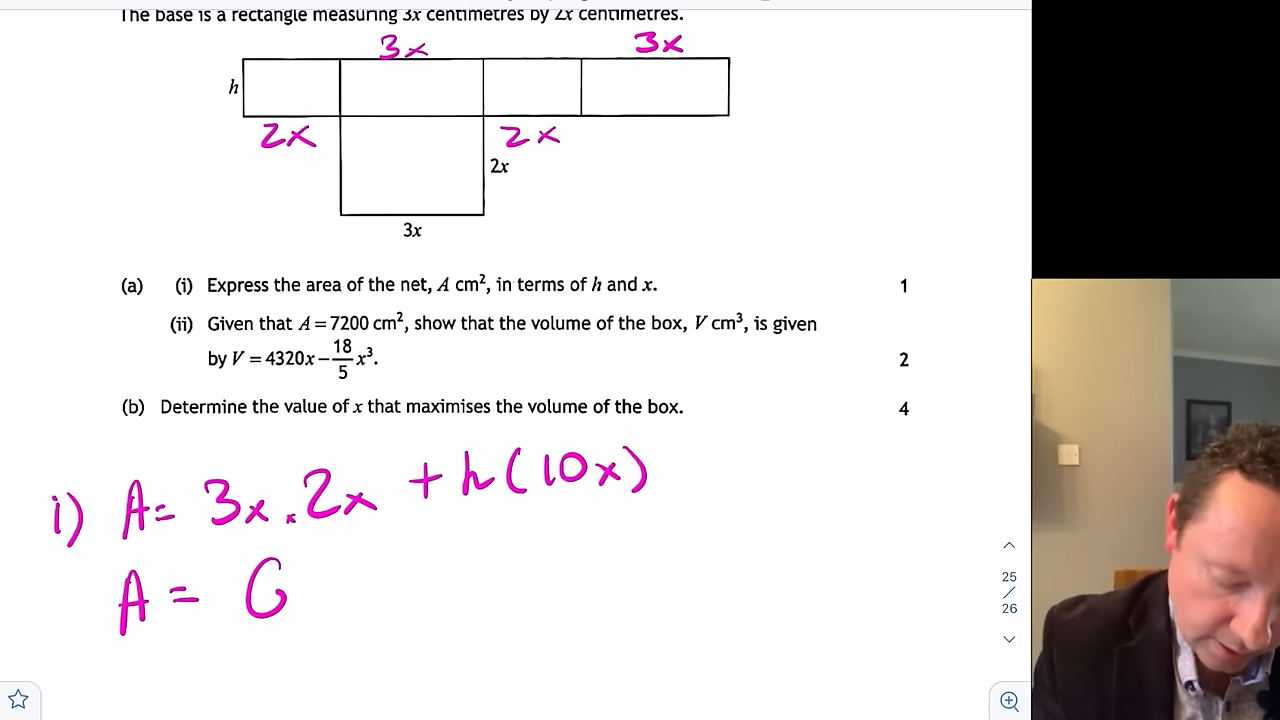 The base is a rectangle measuring 3x centimetres by 2x centimetres.
3x 3x
h
2x 2x
2x
3x
(a) (i) Express the area of the net, A cm², in terms of h and x. 1
(ii) Given that A = 7200 cm², show that the volume of the box, V cm³, is given
by V = 4320x − 18/5 x³. 2
(b) Determine the value of x that maximises the volume of the box. 4
i) A = 3x . 2x + h(10x)
A = 6
25
/
26